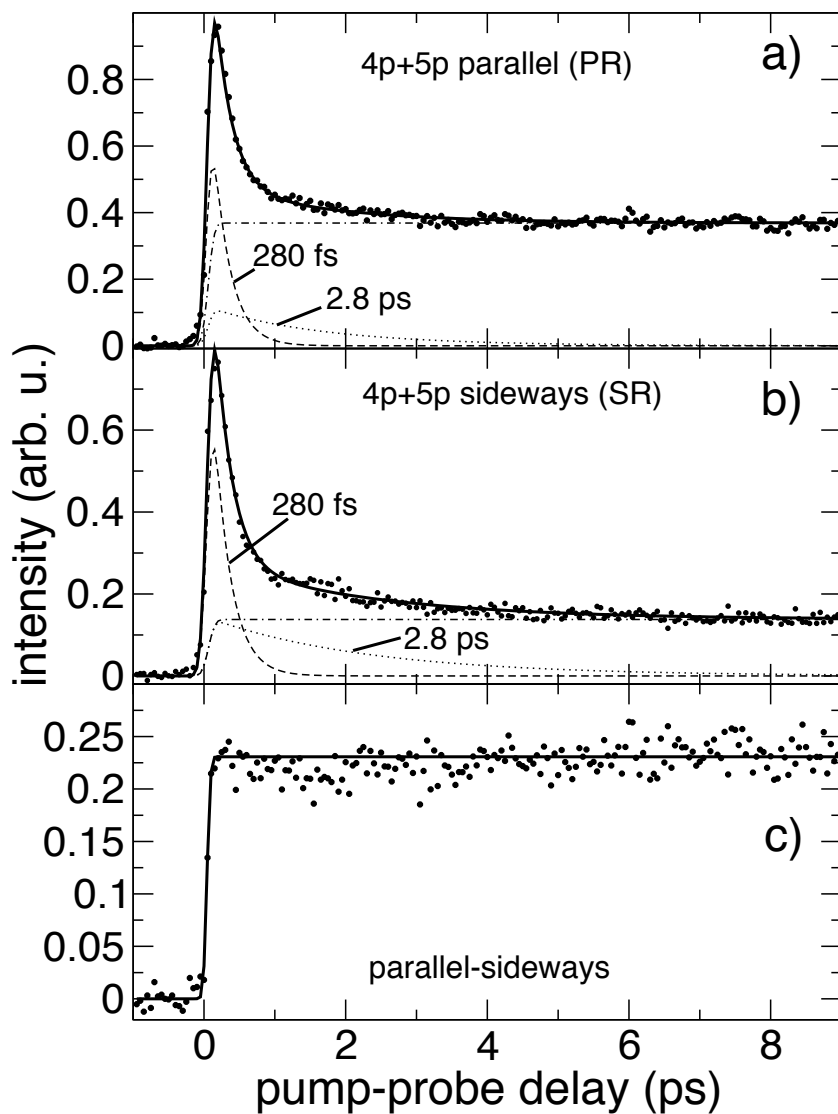 4p+5p parallel (PR)
a)
0.8
0.6
0.4
0.2
0
280 fs
2.8 ps
4p+5p sideways (SR)
b)
0.6
0.4
0.2
0
280 fs
2.8 ps
intensity (arb. u.)
0.25
0.2
0.15
0.1
0.05
0
c)
parallel-sideways
0 2 4 6 8
pump-probe delay (ps)